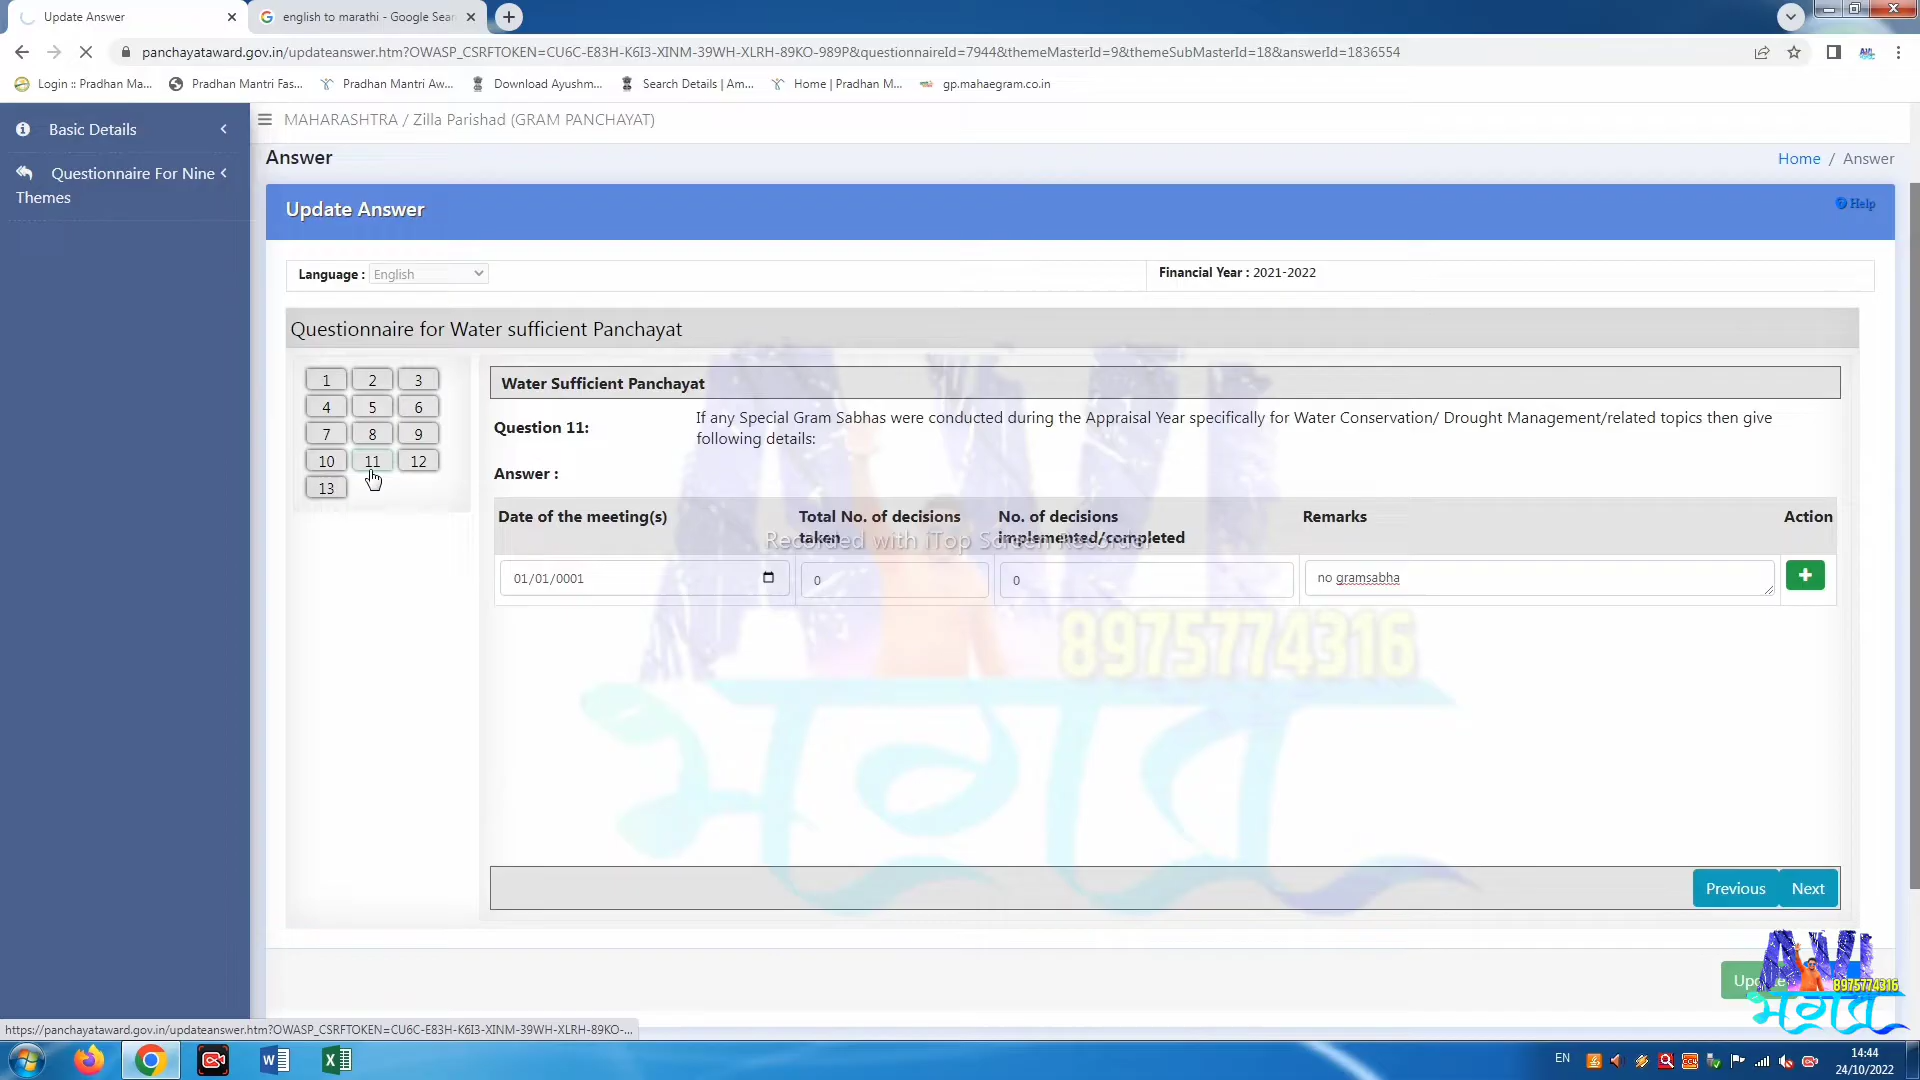 Update Answer
english to marathi - Google Sear
panchayataward.gov.in/updateanswer.htm?OWASP_CSRFTOKEN=CU6C-E83H-K6I3-XINM-39WH-XLRH-89KO-989P&questionnaireId=7944&themeMasterId=9&themeSubMasterId=18&answerId=1836554
Login :: Pradhan Ma...
Pradhan Mantri Fas...
Pradhan Mantri Aw...
Download Ayushm...
Search Details | Am...
Home | Pradhan M...
gp.mahaegram.co.in
Basic Details
Questionnaire For Nine
Themes
MAHARASHTRA / Zilla Parishad (GRAM PANCHAYAT)
Answer
Home / Answer
Update Answer
Help
Language : English
Financial Year : 2021-2022
Questionnaire for Water sufficient Panchayat
1 2 3
4 5 6
7 8 9
10 11 12
13
Water Sufficient Panchayat
Question 11:
If any Special Gram Sabhas were conducted during the Appraisal Year specifically for Water Conservation/ Drought Management/related topics then give
following details:
Answer :
Date of the meeting(s)
Total No. of decisions
taken
No. of decisions
implemented/completed
Remarks
Action
Recorded with iTop Screen Recorder
01/01/0001
0
0
no gramsabha
AVI
8975774316
भगत
Previous
Next
Update
AVI
8975774316
भगत
https://panchayataward.gov.in/updateanswer.htm?OWASP_CSRFTOKEN=CU6C-E83H-K6I3-XINM-39WH-XLRH-89KO-...
EN
14:44
24/10/2022